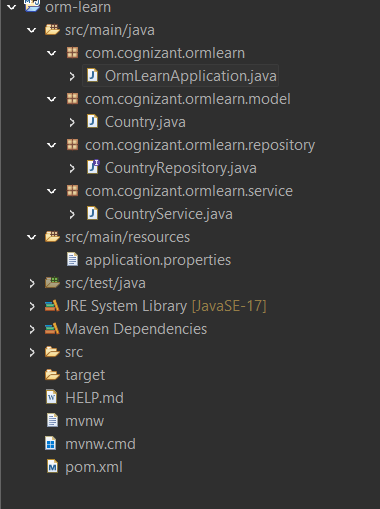 orm-learn
src/main/java
com.cognizant.ormlearn
OrmLearnApplication.java
com.cognizant.ormlearn.model
Country.java
com.cognizant.ormlearn.repository
CountryRepository.java
com.cognizant.ormlearn.service
CountryService.java
src/main/resources
application.properties
src/test/java
JRE System Library [JavaSE-17]
Maven Dependencies
src
target
HELP.md
mvnw
mvnw.cmd
pom.xml